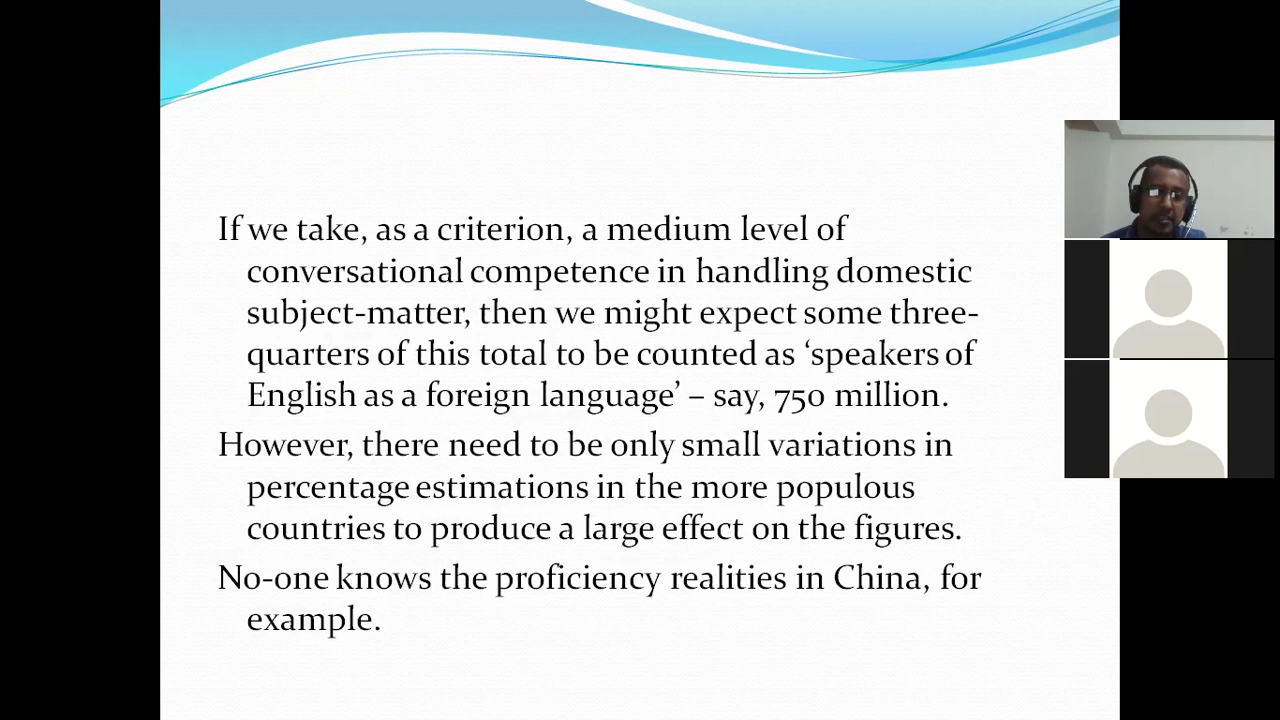 If we take, as a criterion, a medium level of
conversational competence in handling domestic
subject-matter, then we might expect some three-
quarters of this total to be counted as ‘speakers of
English as a foreign language’ – say, 750 million.
However, there need to be only small variations in
percentage estimations in the more populous
countries to produce a large effect on the figures.
No-one knows the proficiency realities in China, for
example.